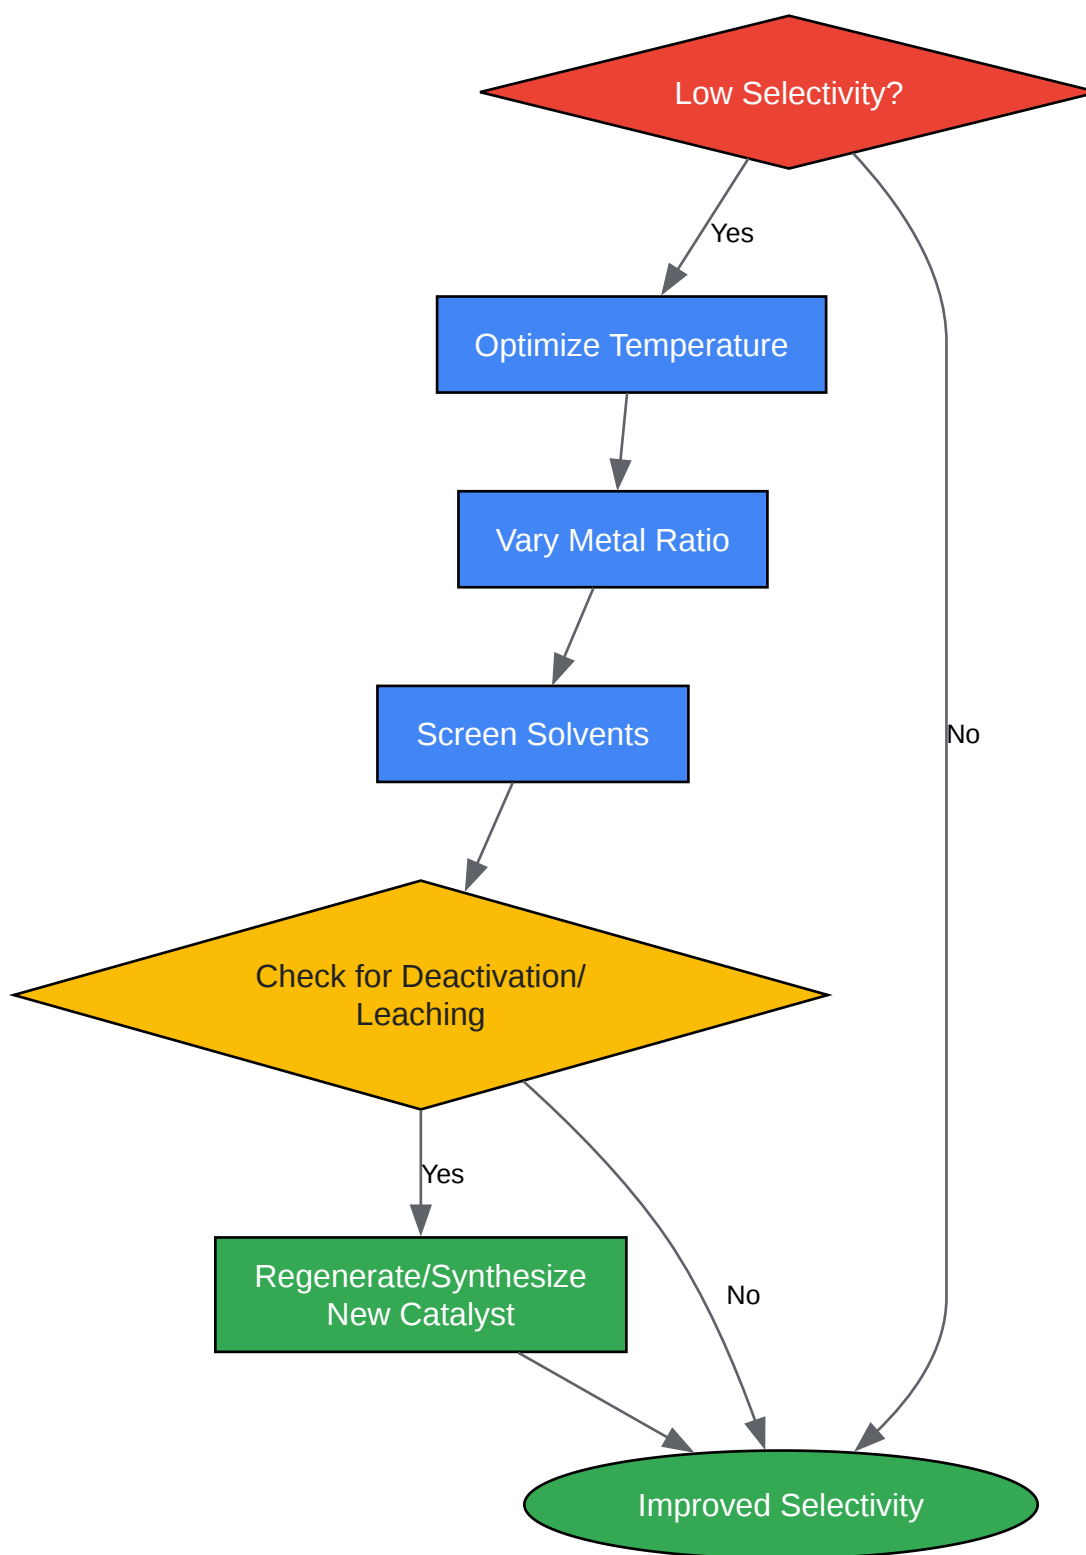 Low Selectivity?
Yes
Optimize Temperature
Vary Metal Ratio
Screen Solvents
No
Check for Deactivation/
Leaching
Yes
Regenerate/Synthesize
New Catalyst
No
Improved Selectivity